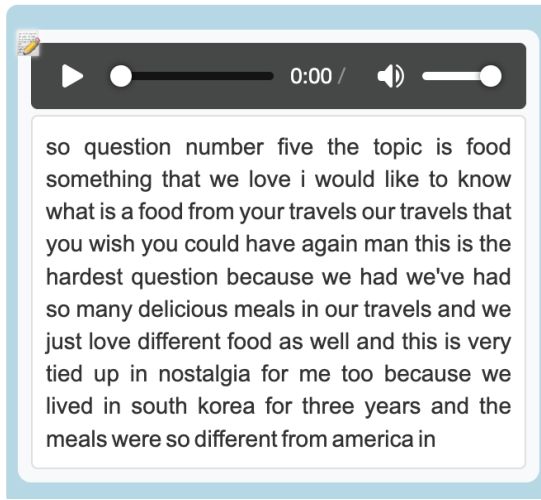 0:00 /
so question number five the topic is food
something that we love i would like to know
what is a food from your travels our travels that
you wish you could have again man this is the
hardest question because we had we've had
so many delicious meals in our travels and we
just love different food as well and this is very
tied up in nostalgia for me too because we
lived in south korea for three years and the
meals were so different from america in